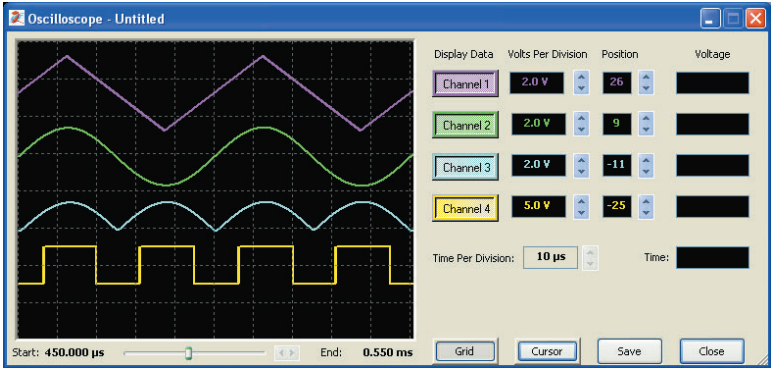 Oscilloscope - Untitled
Display Data Volts Per Division Position Voltage
Channel 1 2.0 V 26
Channel 2 2.0 V 9
Channel 3 2.0 V -11
Channel 4 5.0 V -25
Time Per Division: 10 µs Time:
Start: 450.000 µs End: 0.550 ms Grid Cursor Save Close